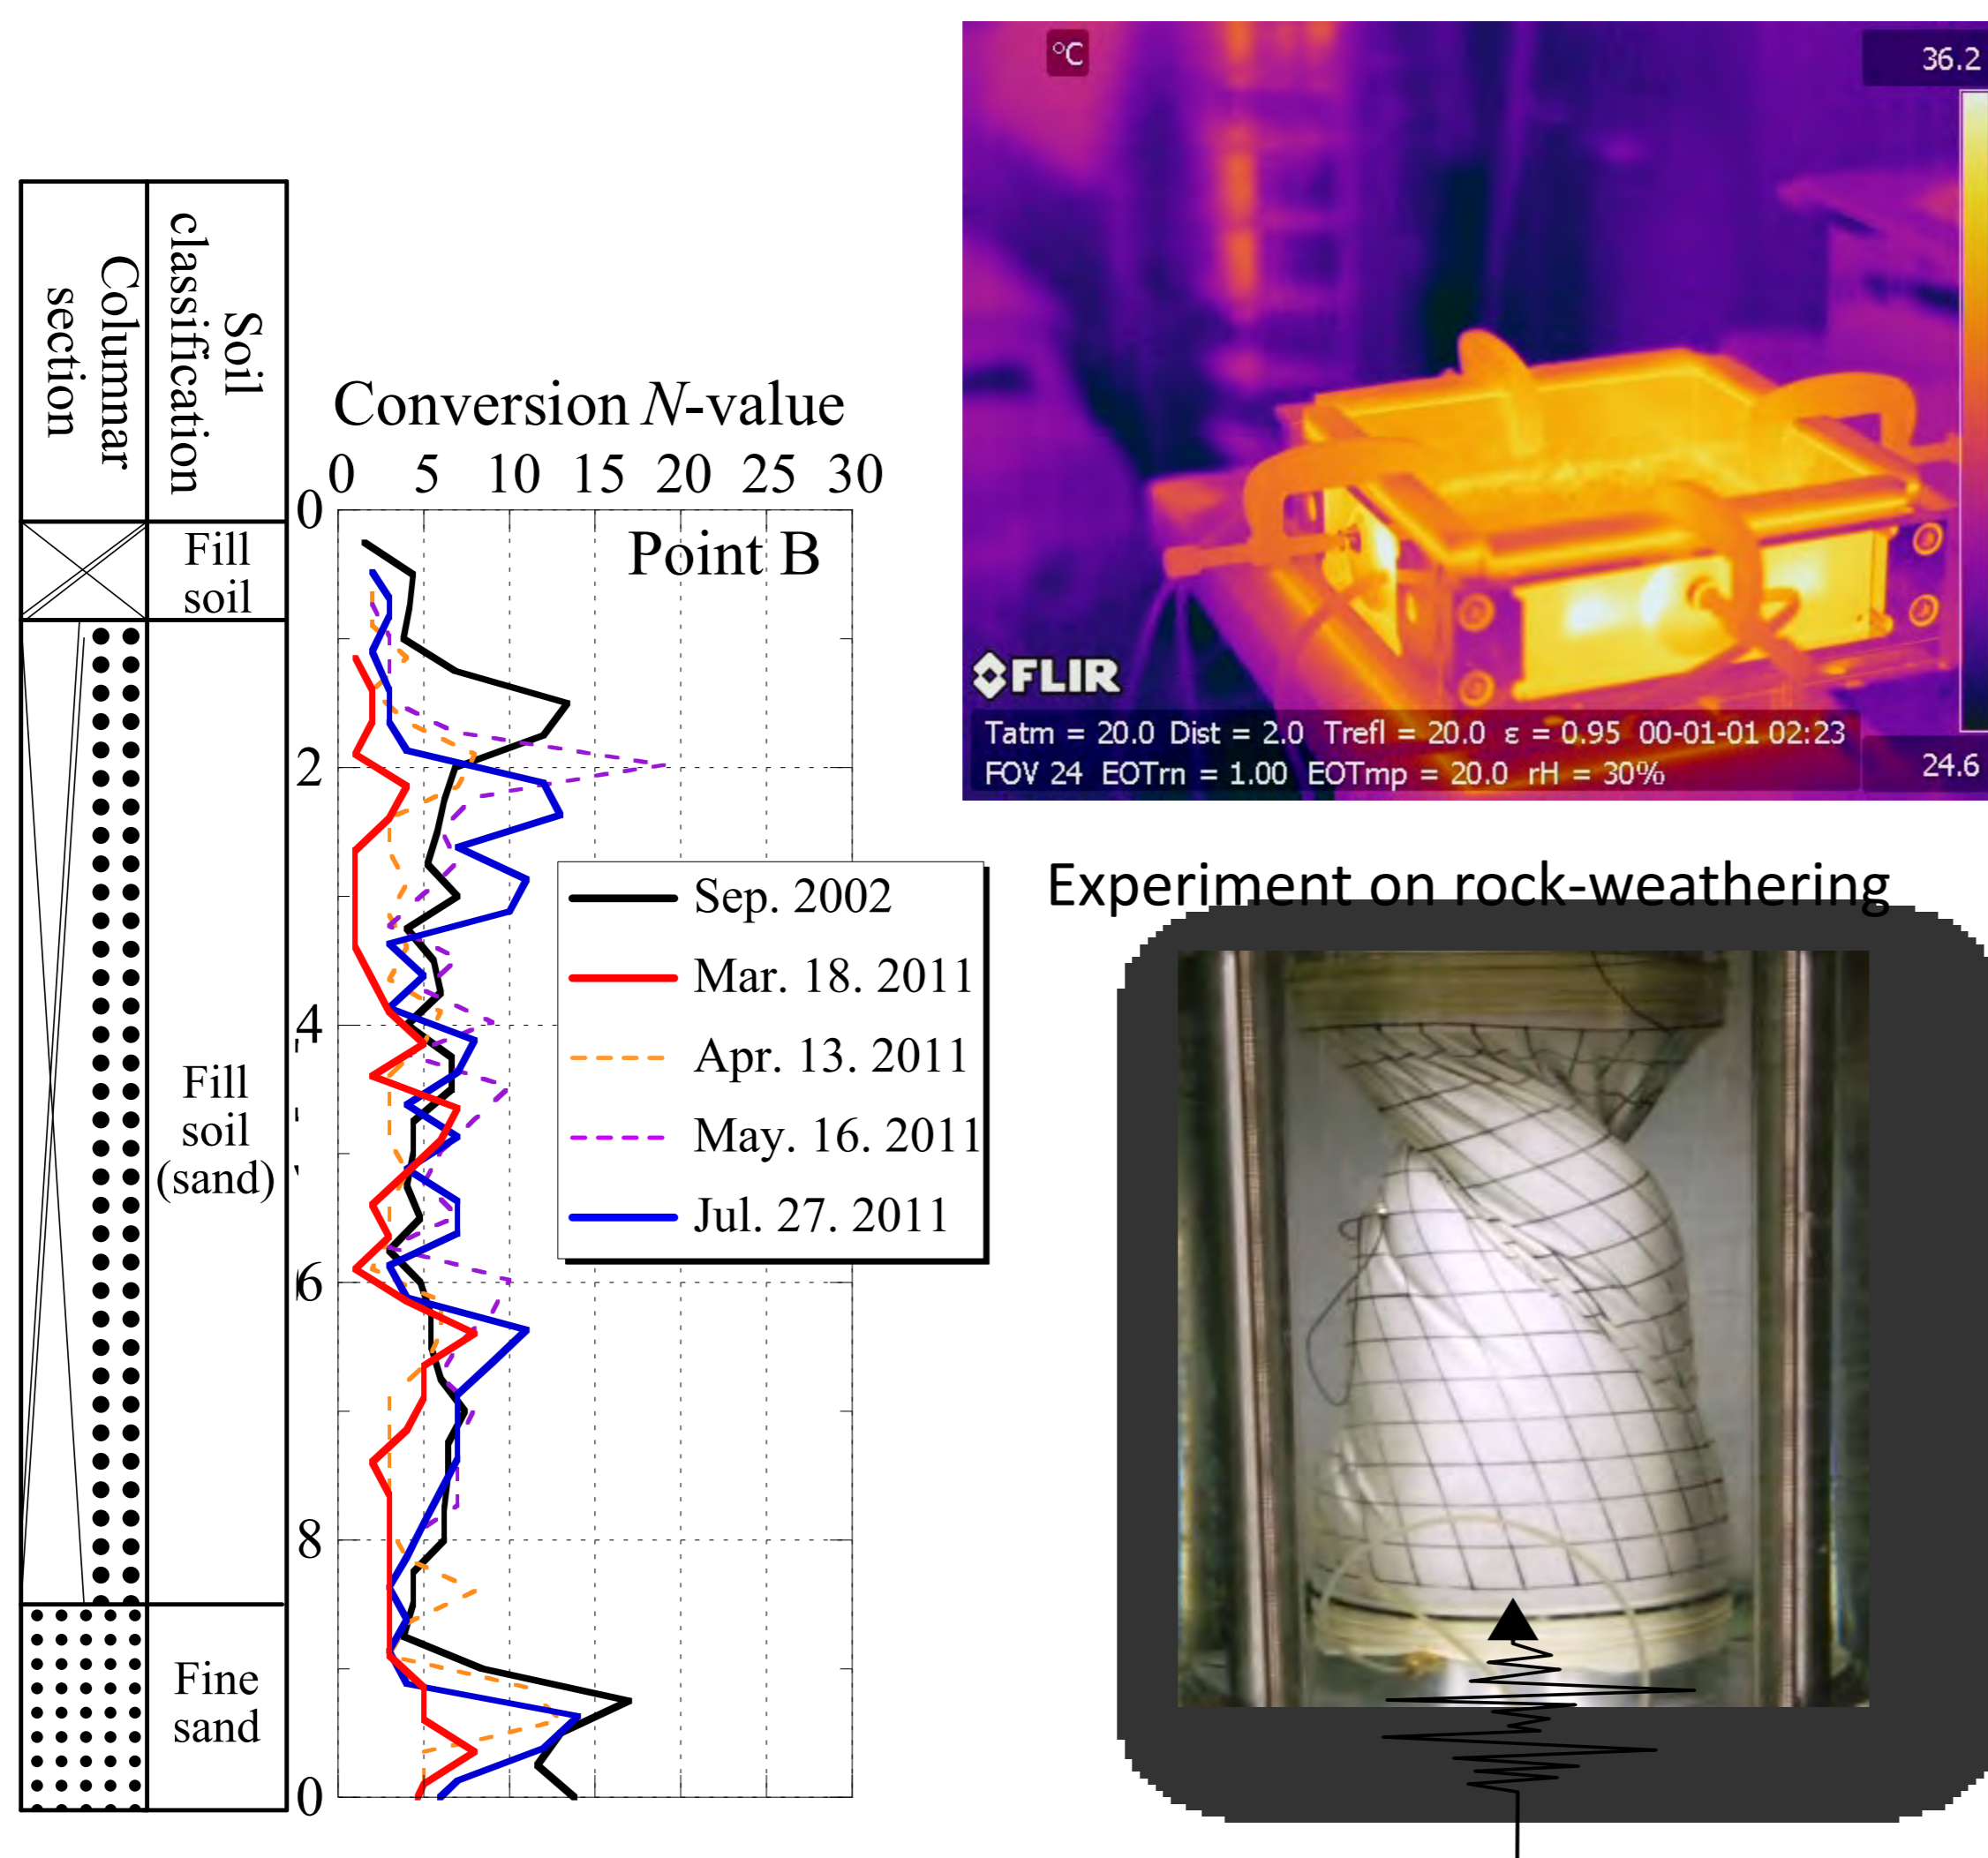 Columnar
section
Soil
classification
Fill
soil
Fill
soil
(sand)
Fine
sand
Conversion N-value
0 5 10 15 20 25 30
0
2
4
6
8
0
Point B
Sep. 2002
Mar. 18. 2011
Apr. 13. 2011
May. 16. 2011
Jul. 27. 2011
°C
36.2
FLIR
Tatm = 20.0 Dist = 2.0 Trefl = 20.0 ε = 0.95 00-01-01 02:23
FOV 24 EOTrn = 1.00 EOTmp = 20.0 rH = 30%
24.6
Experiment on rock-weathering